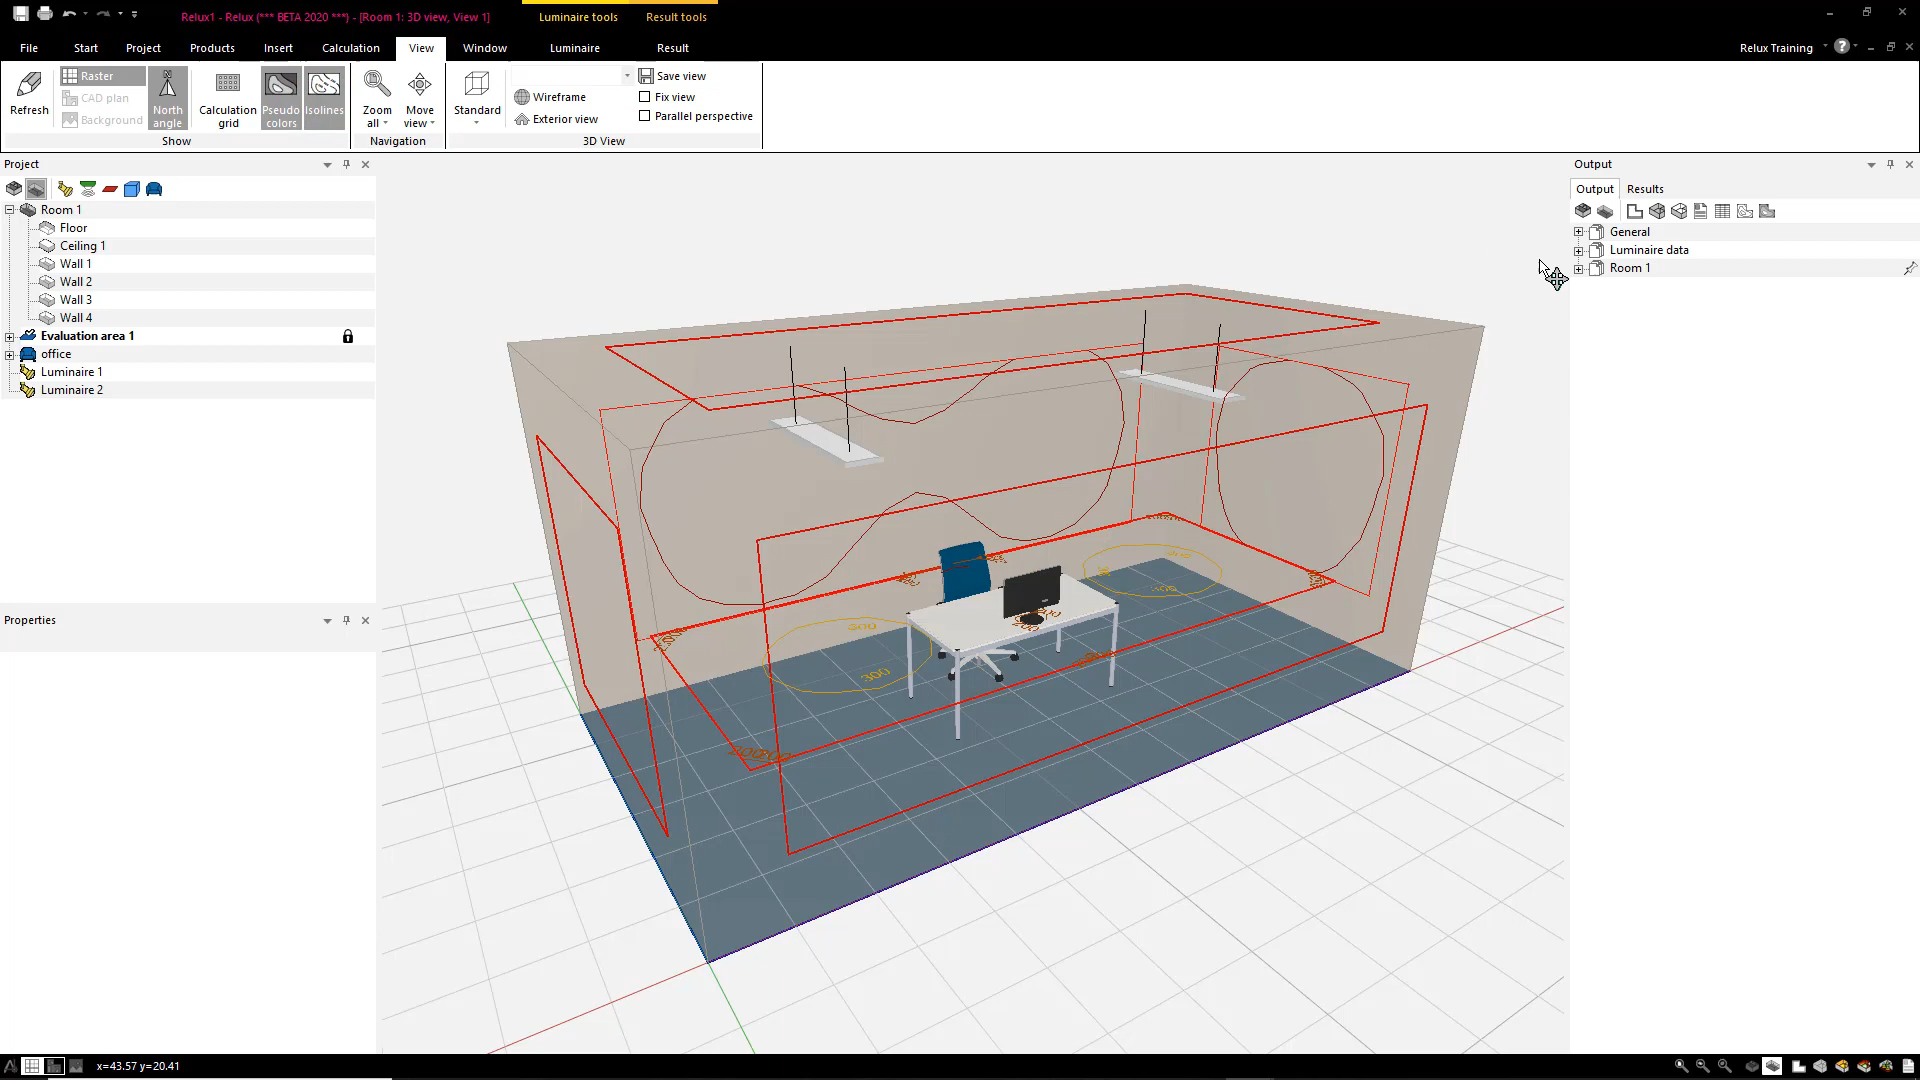 Relux1 - Relux (*** BETA 2020 ***) - [Room 1: 3D view, View 1]
Luminaire tools
Result tools
File
Start
Project
Products
Insert
Calculation
View
Window
Luminaire
Result
Relux Training
Refresh
Raster
CAD plan
Background
North angle
Calculation grid
Pseudo colors
Isolines
Show
Zoom all
Move view
Navigation
Standard
Wireframe
Exterior view
Save view
Fix view
Parallel perspective
3D View
Project
Room 1
Floor
Ceiling 1
Wall 1
Wall 2
Wall 3
Wall 4
Evaluation area 1
office
Luminaire 1
Luminaire 2
Properties
Output
Output
Results
General
Luminaire data
Room 1
N
300
300
300
x=43.57 y=20.41